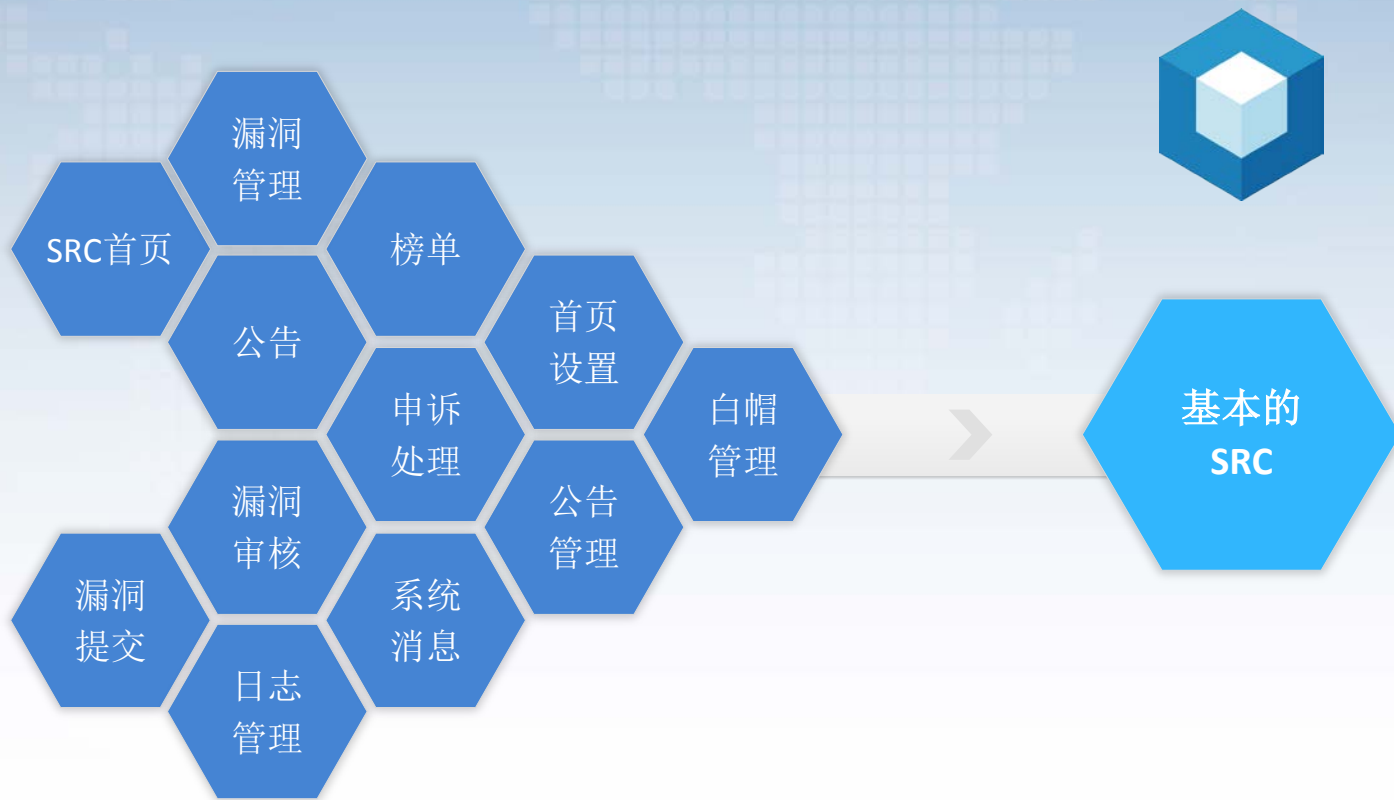 漏洞
管理
SRC首页
榜单
公告
首页
设置
申诉
处理
白帽
管理
漏洞
审核
公告
管理
漏洞
提交
系统
消息
日志
管理
基本的
SRC